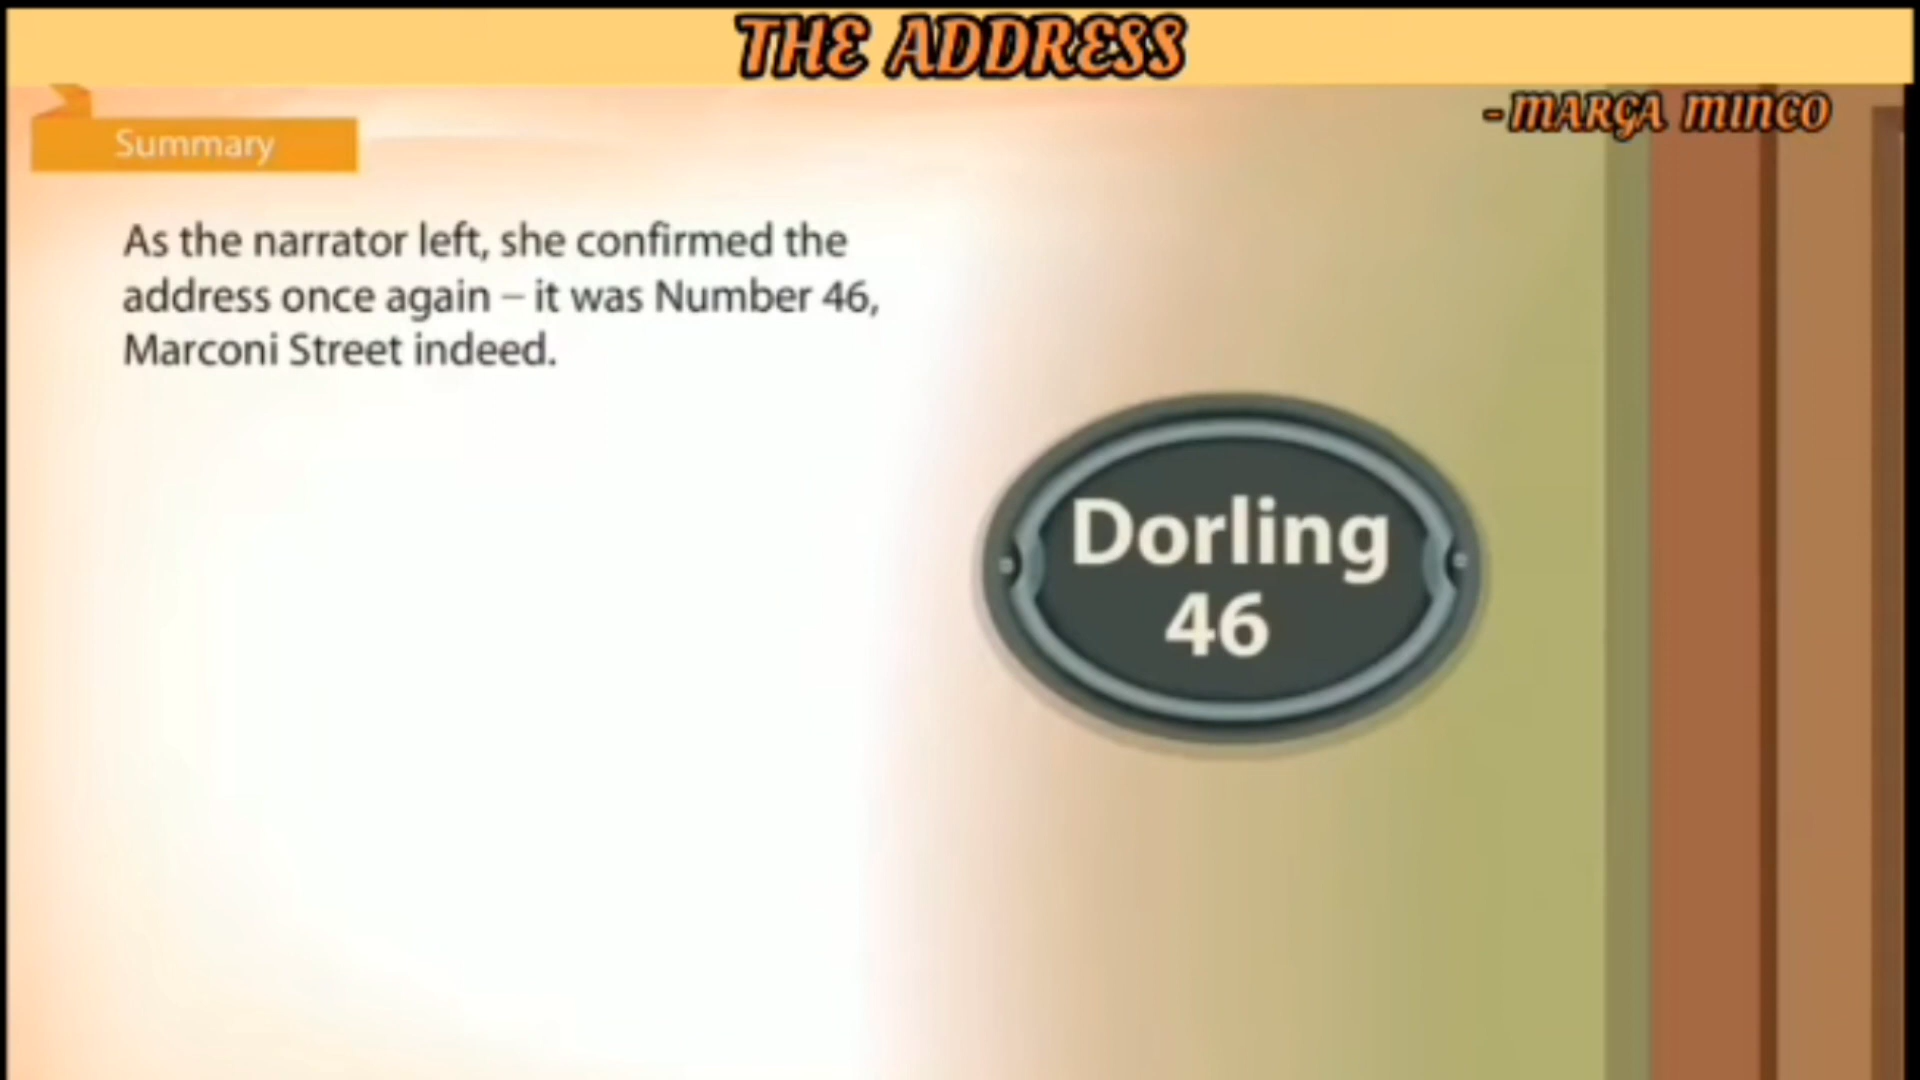 THE ADDRESS
- MARGA MINCO
Summary
As the narrator left, she confirmed the
address once again – it was Number 46,
Marconi Street indeed.
Dorling
46